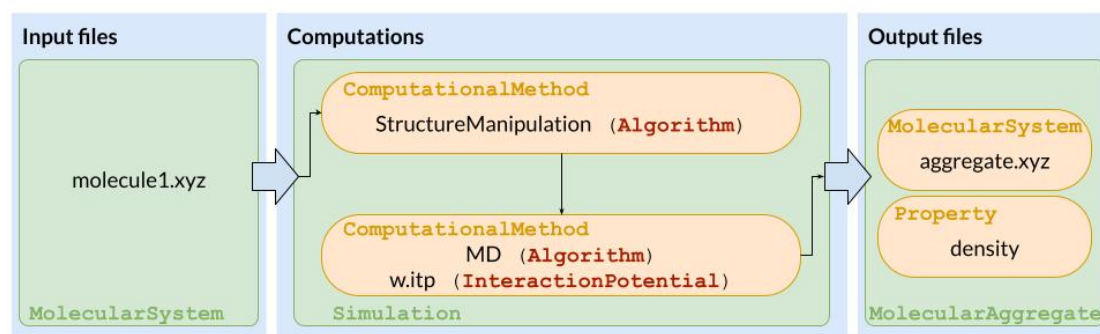 Input files
molecule1.xyz
MolecularSystem
Computations
ComputationalMethod
StructureManipulation (Algorithm)
ComputationalMethod
MD (Algorithm)
w.itp (InteractionPotential)
Simulation
Output files
MolecularSystem
aggregate.xyz
Property
density
MolecularAggregate